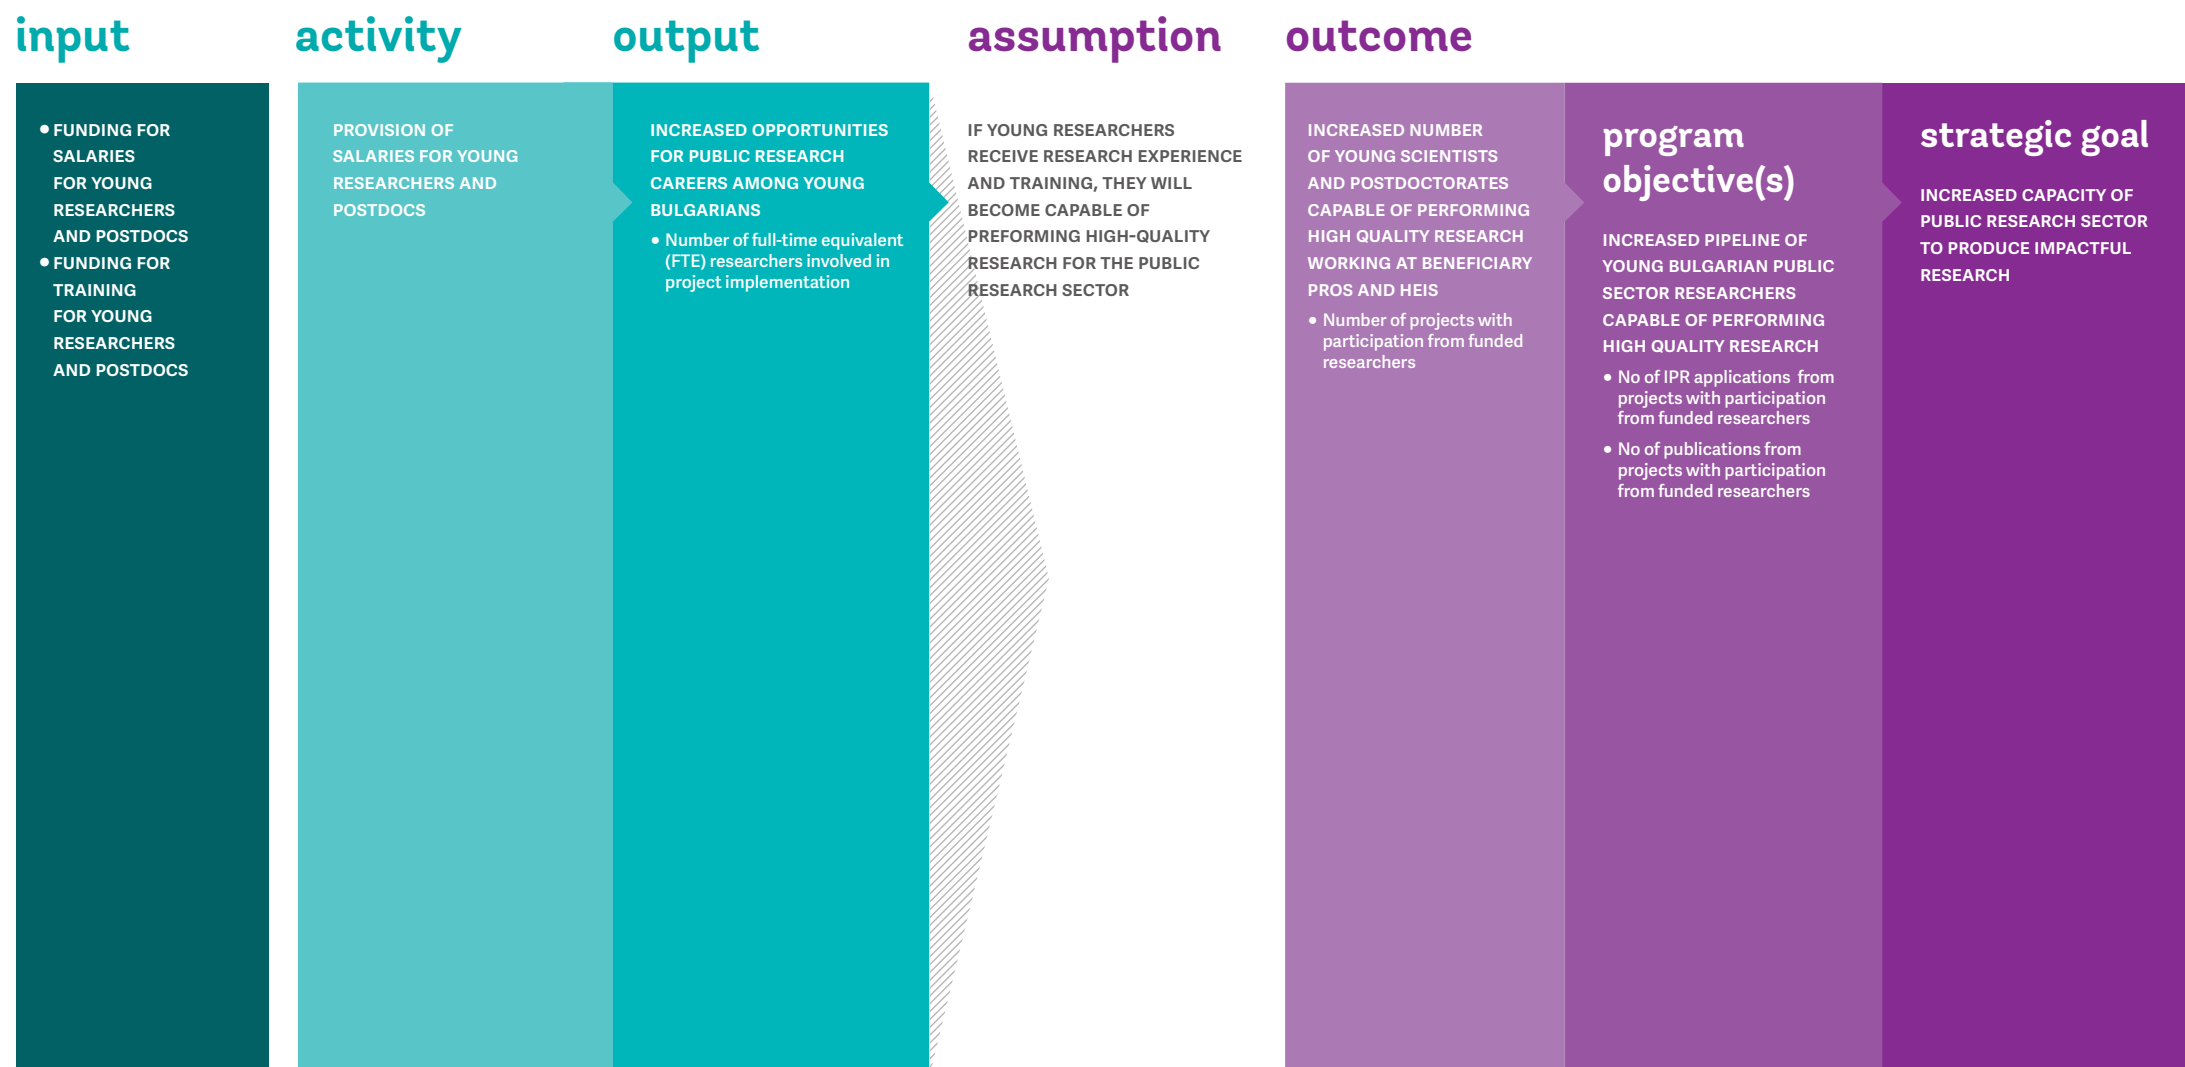 input
activity
output
assumption
outcome
• FUNDING FOR
SALARIES
FOR YOUNG
RESEARCHERS
AND POSTDOCS
• FUNDING FOR
TRAINING
FOR YOUNG
RESEARCHERS
AND POSTDOCS
PROVISION OF
SALARIES FOR YOUNG
RESEARCHERS AND
POSTDOCS
INCREASED OPPORTUNITIES
FOR PUBLIC RESEARCH
CAREERS AMONG YOUNG
BULGARIANS
• Number of full-time equivalent
(FTE) researchers involved in
project implementation
IF YOUNG RESEARCHERS
RECEIVE RESEARCH EXPERIENCE
AND TRAINING, THEY WILL
BECOME CAPABLE OF
PREFORMING HIGH-QUALITY
RESEARCH FOR THE PUBLIC
RESEARCH SECTOR
INCREASED NUMBER
OF YOUNG SCIENTISTS
AND POSTDOCTORATES
CAPABLE OF PERFORMING
HIGH QUALITY RESEARCH
WORKING AT BENEFICIARY
PROS AND HEIS
• Number of projects with
participation from funded
researchers
program
objective(s)
INCREASED PIPELINE OF
YOUNG BULGARIAN PUBLIC
SECTOR RESEARCHERS
CAPABLE OF PERFORMING
HIGH QUALITY RESEARCH
• No of IPR applications from
projects with participation
from funded researchers
• No of publications from
projects with participation
from funded researchers
strategic goal
INCREASED CAPACITY OF
PUBLIC RESEARCH SECTOR
TO PRODUCE IMPACTFUL
RESEARCH